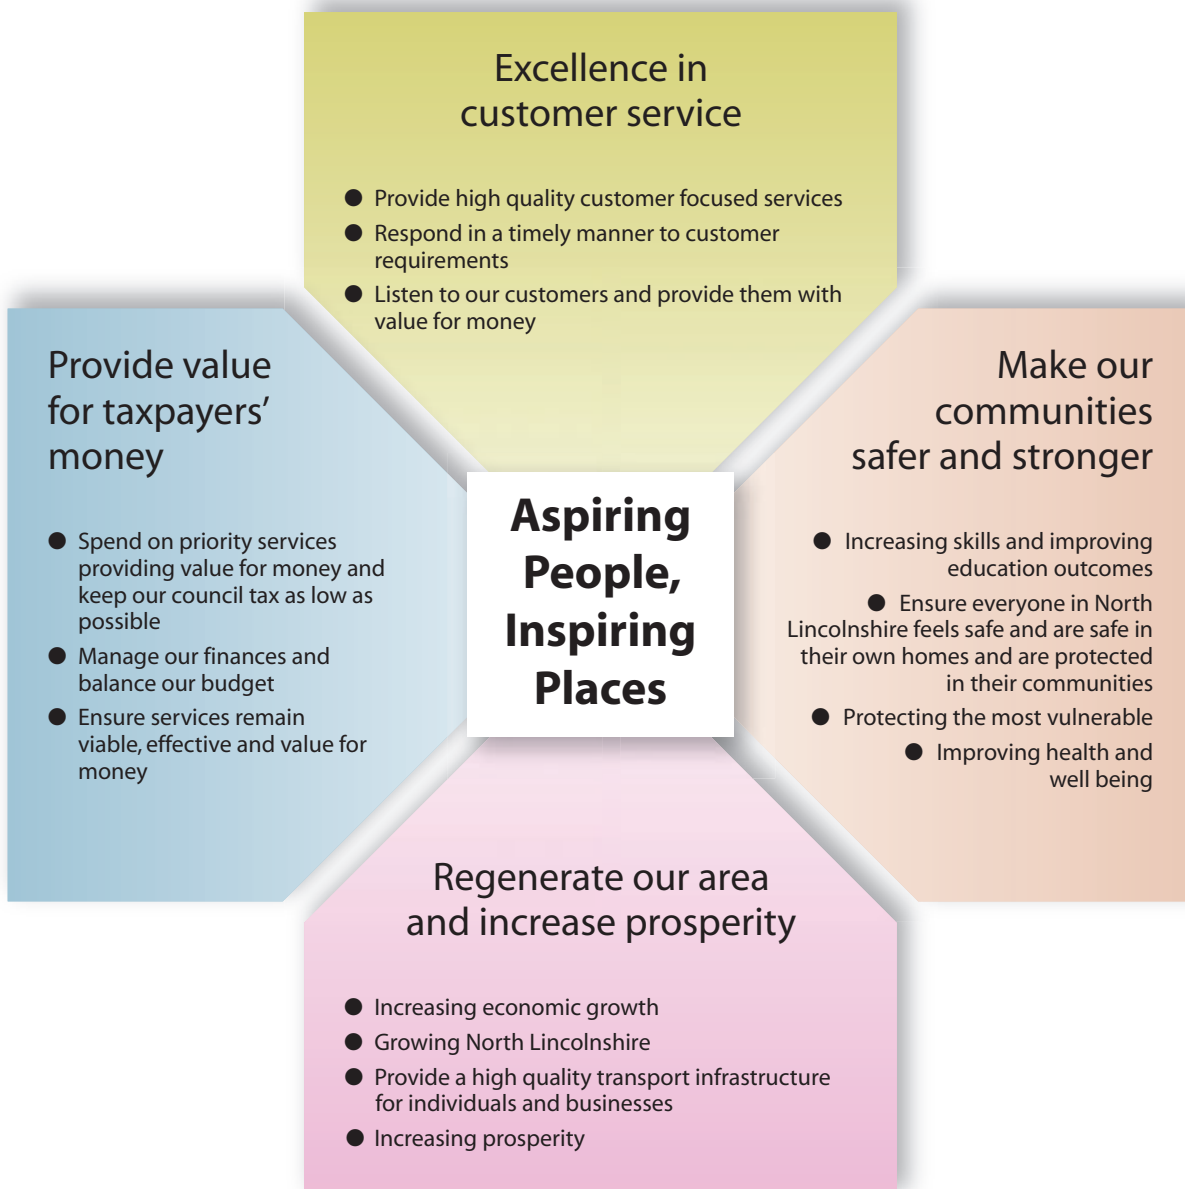 Excellence in
customer service
● Provide high quality customer focused services
● Respond in a timely manner to customer
requirements
● Listen to our customers and provide them with
value for money
Provide value
for taxpayers’
money
● Spend on priority services
providing value for money and
keep our council tax as low as
possible
● Manage our finances and
balance our budget
● Ensure services remain
viable, effective and value for
money
Aspiring
People,
Inspiring
Places
Make our
communities
safer and stronger
● Increasing skills and improving
education outcomes
● Ensure everyone in North
Lincolnshire feels safe and are safe in
their own homes and are protected
in their communities
● Protecting the most vulnerable
● Improving health and
well being
Regenerate our area
and increase prosperity
● Increasing economic growth
● Growing North Lincolnshire
● Provide a high quality transport infrastructure
for individuals and businesses
● Increasing prosperity